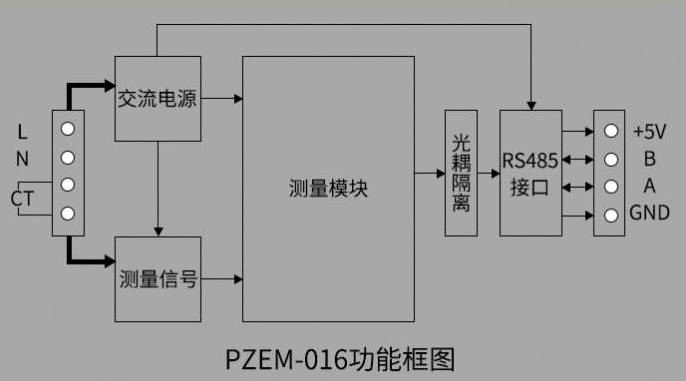 交流电源
L
N
CT
测量信号
测量模块
光耦隔离
RS485
接口
+5V
B
A
GND
PZEM-016功能框图